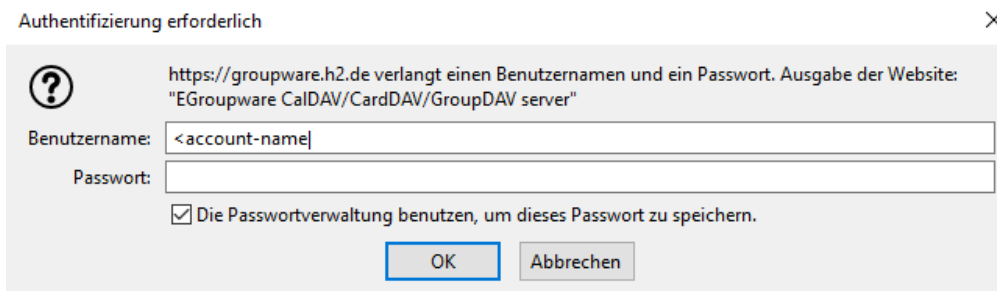 Authentifizierung erforderlich
https://groupware.h2.de verlangt einen Benutzernamen und ein Passwort. Ausgabe der Website:
"EGroupware CalDAV/CardDAV/GroupDAV server"
Benutzername: <account-name
Passwort:
Die Passwortverwaltung benutzen, um dieses Passwort zu speichern.
OK Abbrechen